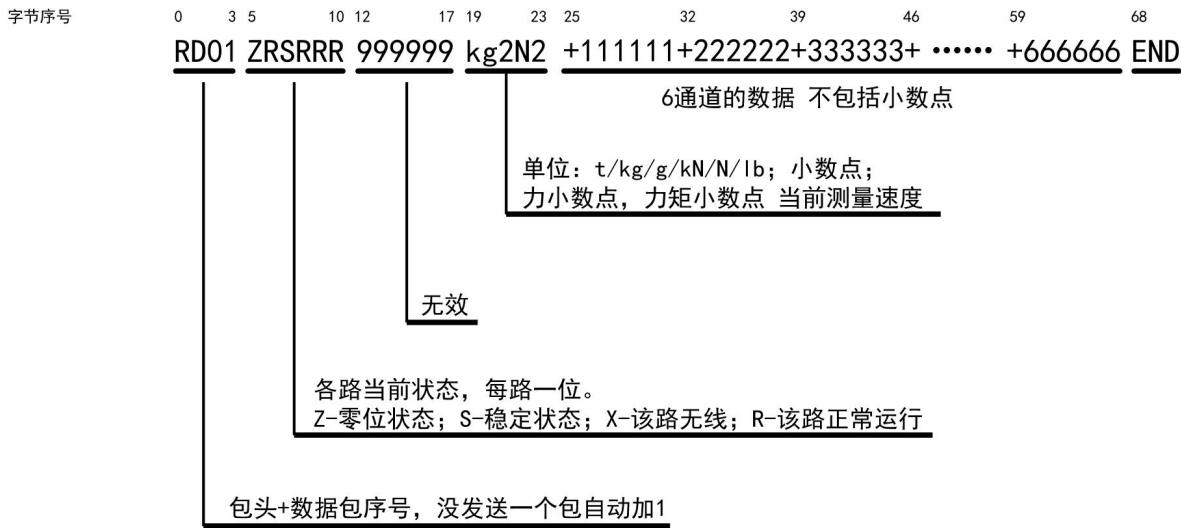 字节序号 0 3 5 10 12 17 19 23 25 32 39 46 59 68
RD01 ZRSRRR 999999 kg2N2 +111111+222222+333333+ ······ +666666 END
6通道的数据 不包括小数点
单位：t/kg/g/kN/N/lb；小数点；
力小数点，力矩小数点 当前测量速度
无效
各路当前状态，每路一位。
Z-零位状态；S-稳定状态；X-该路无线；R-该路正常运行
包头+数据包序号，没发送一个包自动加1